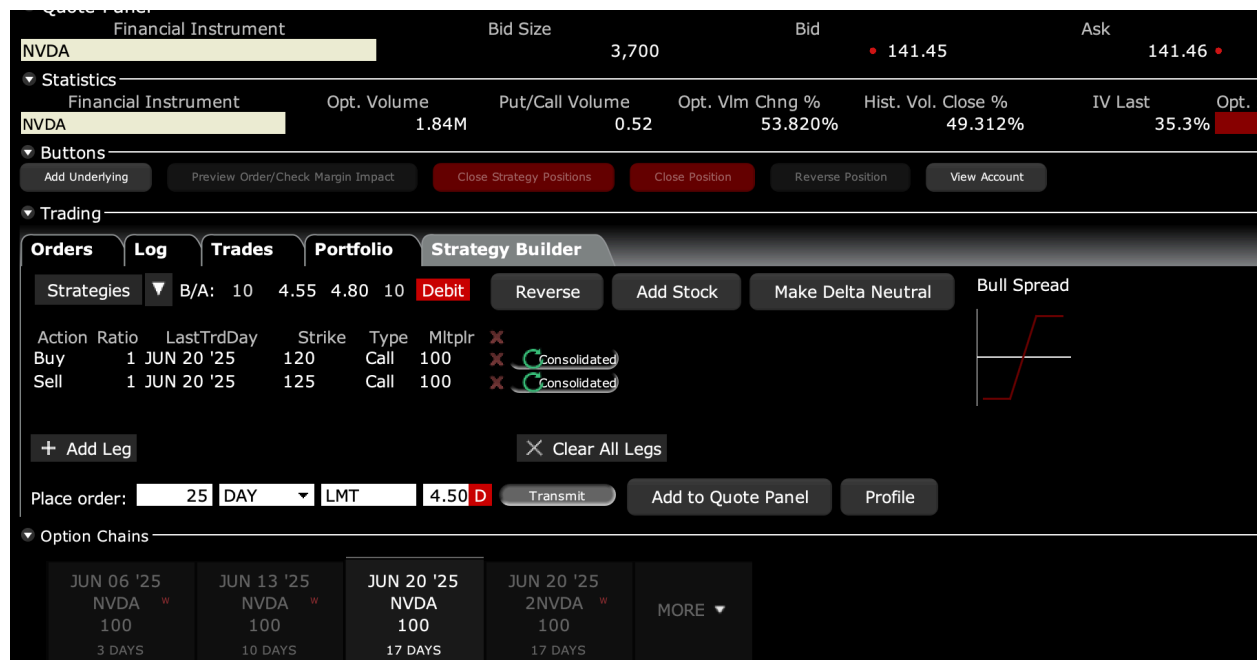 Quote Panel
Financial Instrument Bid Size Bid Ask
NVDA 3,700 141.45 141.46
Statistics
Financial Instrument Opt. Volume Put/Call Volume Opt. Vlm Chng % Hist. Vol. Close % IV Last Opt.
NVDA 1.84M 0.52 53.820% 49.312% 35.3%
Buttons
Add Underlying Preview Order/Check Margin Impact Close Strategy Positions Close Position Reverse Position View Account
Trading
Orders Log Trades Portfolio Strategy Builder
Strategies B/A: 10 4.55 4.80 10 Debit Reverse Add Stock Make Delta Neutral Bull Spread
Action Ratio LastTrdDay Strike Type Mltplr X
Buy 1 JUN 20 '25 120 Call 100 X Consolidated
Sell 1 JUN 20 '25 125 Call 100 X Consolidated
+ Add Leg X Clear All Legs
Place order: 25 DAY LMT 4.50 D Transmit Add to Quote Panel Profile
Option Chains
JUN 06 '25 JUN 13 '25 JUN 20 '25 JUN 20 '25
NVDA W NVDA W NVDA 2NVDA W MORE
100 100 100 100
3 DAYS 10 DAYS 17 DAYS 17 DAYS